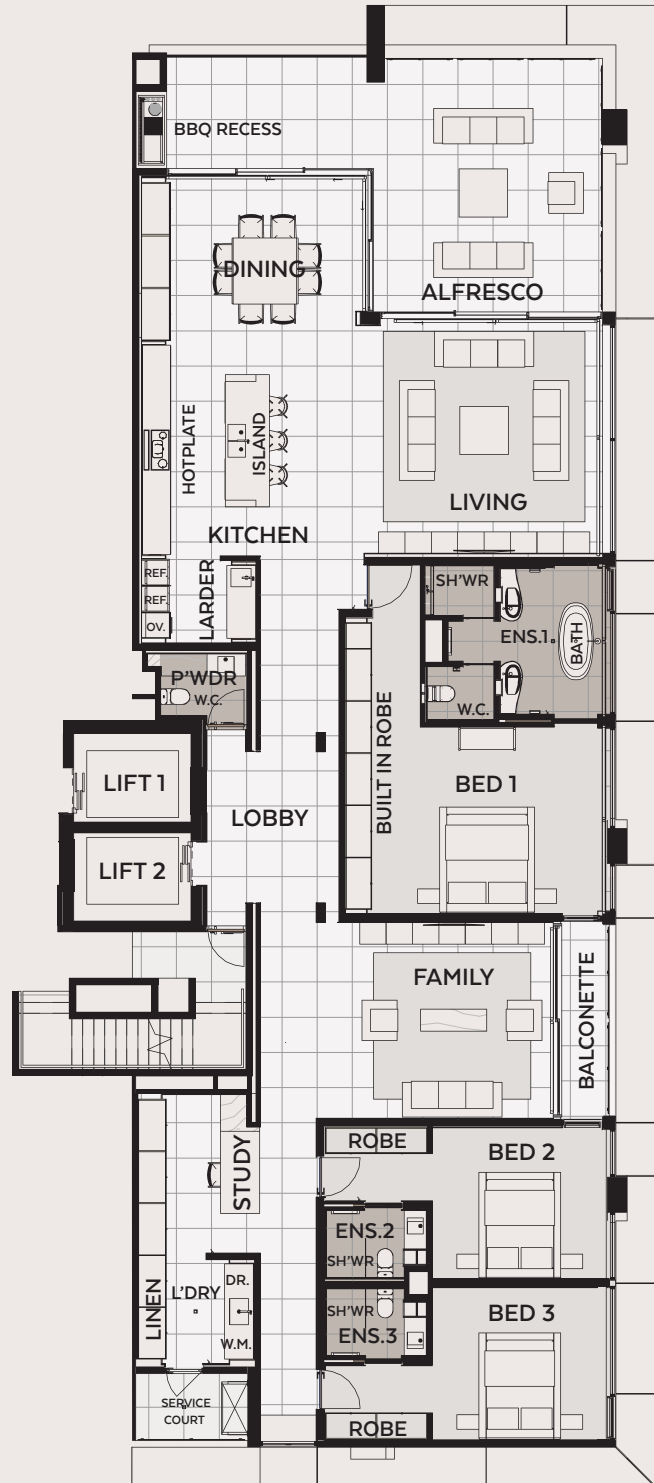 BBQ RECESS
DINING
ALFRESCO
HOTPLATE
ISLAND
LIVING
KITCHEN
REF.
REF.
OV.
LARDER
SH'WR
ENS.1
BATH
W.C.
P'WDR
W.C.
BUILT IN ROBE
BED 1
LIFT 1
LOBBY
LIFT 2
FAMILY
BALCONETTE
STUDY
ROBE
BED 2
ENS.2
SH'WR
LINEN
L'DRY
DR.
W.M.
SH'WR
ENS.3
BED 3
SERVICE
COURT
ROBE